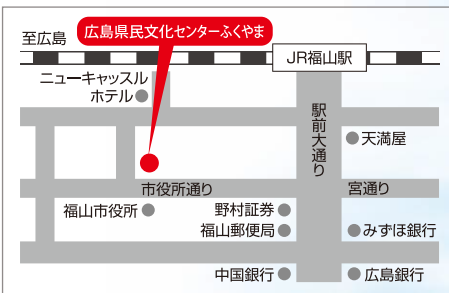 至広島
広島県民文化センターふくやま
JR福山駅
ニューキャッスル
ホテル
駅前大通り
天満屋
市役所通り
宮通り
福山市役所
野村証券
福山郵便局
みずほ銀行
中国銀行
広島銀行